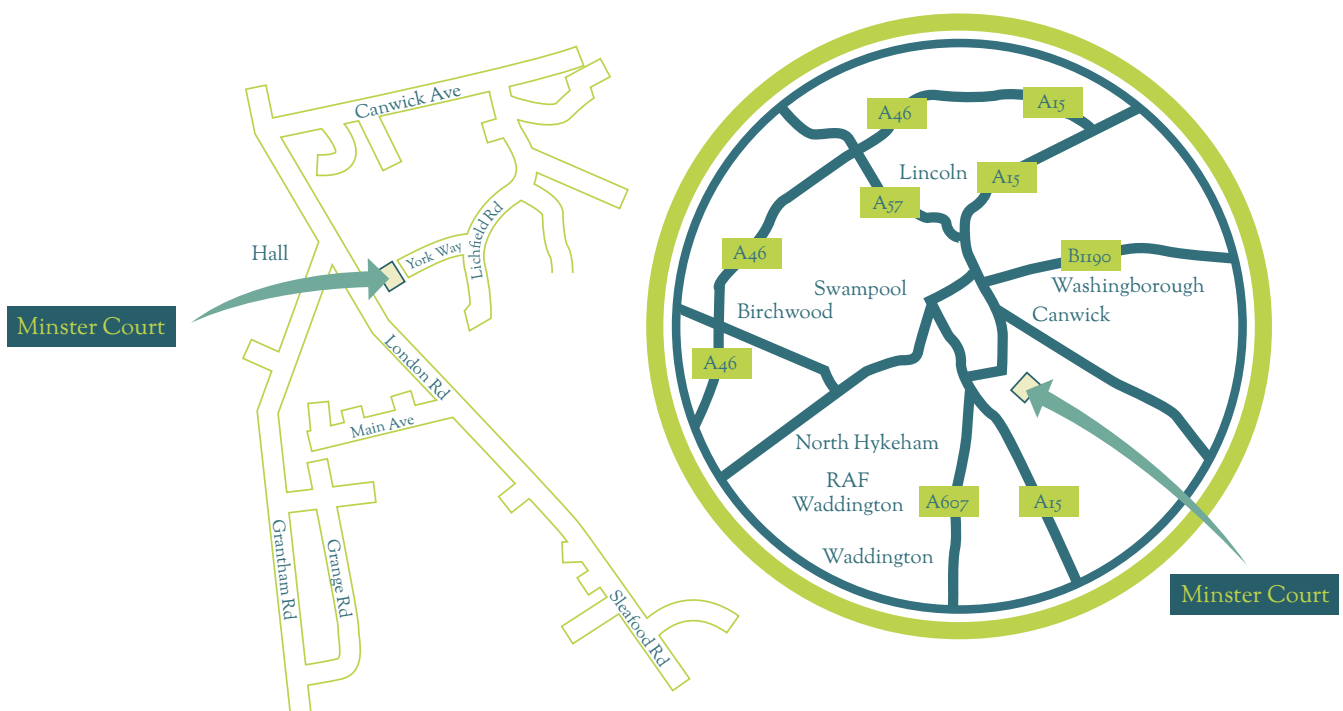 Canwick Ave
Hall
York Way
Lichfield Rd
Minster Court
London Rd
Main Ave
Grantham Rd
Grange Rd
Sleafood Rd
A46
A15
Lincoln
A15
A57
A46
B1190
Washingborough
Swampool
Birchwood
Canwick
A46
North Hykeham
RAF
Waddington
A607
A15
Waddington
Minster Court